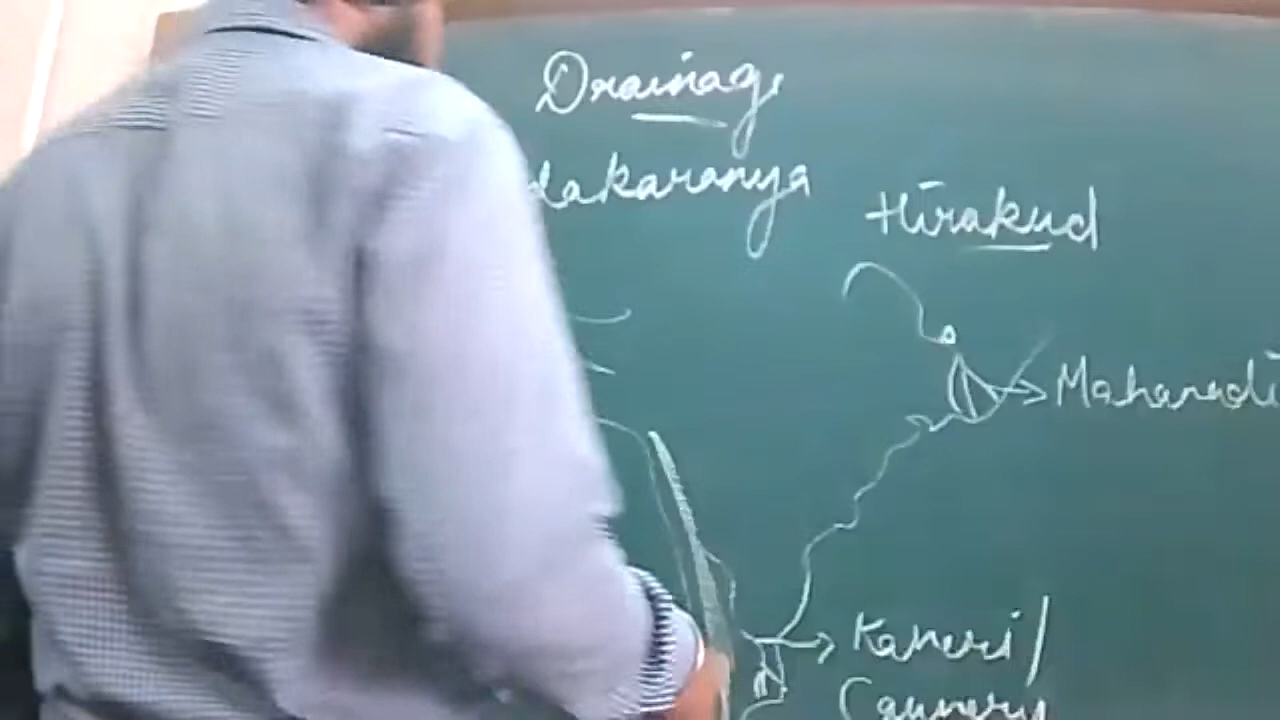 Drainage
dakaranya
Hirakud
Mahanadi
Kaveri/
Cauvery